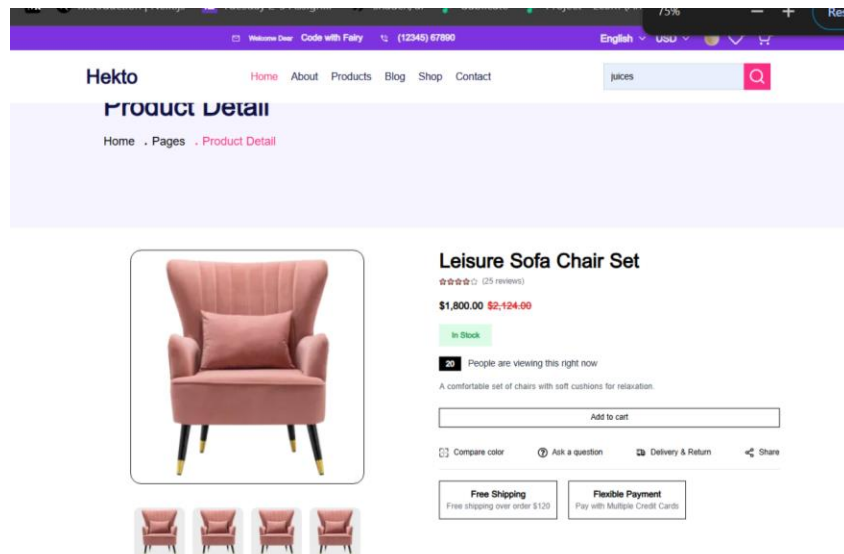 75%
Welcome Dear Code with Fairy (12345) 67890 English USD
Hekto Home About Products Blog Shop Contact juices
Product Detail
Home . Pages . Product Detail
Leisure Sofa Chair Set
(25 reviews)
$1,800.00 $2,124.00
In Stock
20 People are viewing this right now
A comfortable set of chairs with soft cushions for relaxation.
Add to cart
Compare color Ask a question Delivery & Return Share
Free Shipping Flexible Payment
Free shipping over order $120 Pay with Multiple Credit Cards